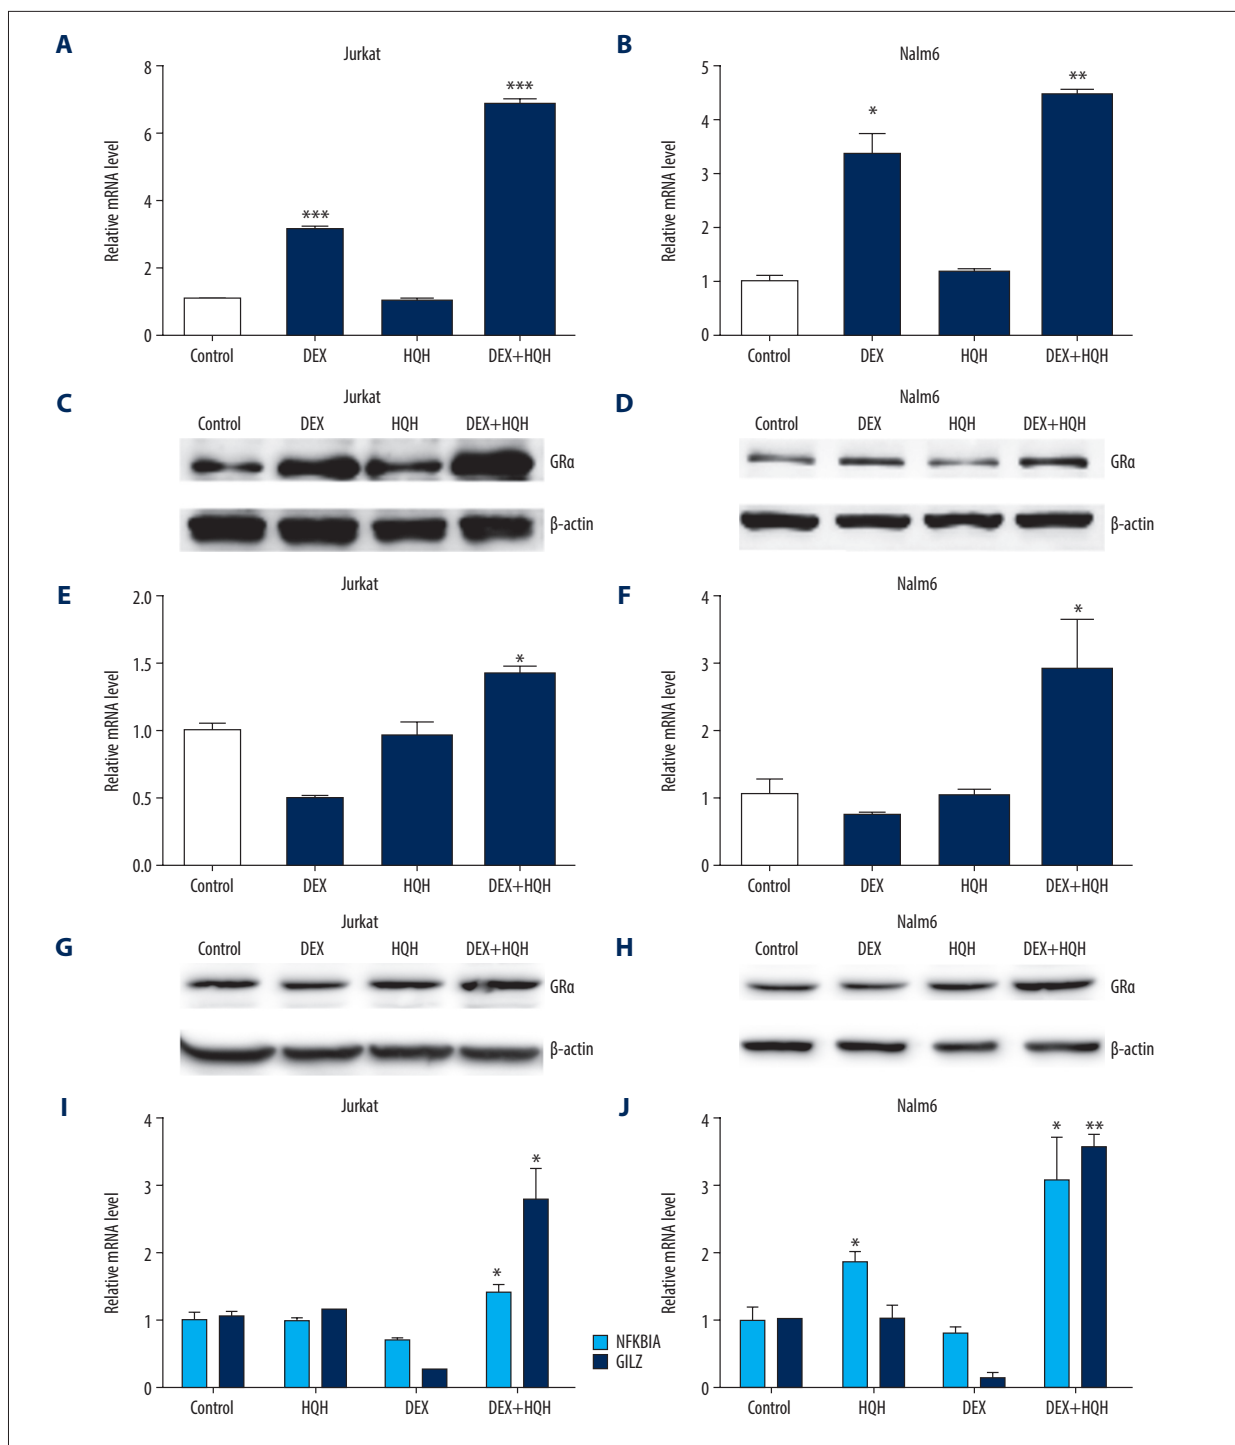 A
Jurkat
Relative mRNA level
8
6
4
2
0
***
***
Control DEX HQH DEX+HQH
B
Nalm6
Relative mRNA level
5
4
3
2
1
0
*
**
Control DEX HQH DEX+HQH
C
Jurkat
Control DEX HQH DEX+HQH
GRα
β-actin
D
Nalm6
Control DEX HQH DEX+HQH
GRα
β-actin
E
Jurkat
Relative mRNA level
2.0
1.5
1.0
0.5
0.0
*
Control DEX HQH DEX+HQH
F
Nalm6
Relative mRNA level
4
3
2
1
0
*
Control DEX HQH DEX+HQH
G
Jurkat
Control DEX HQH DEX+HQH
GRα
β-actin
H
Nalm6
Control DEX HQH DEX+HQH
GRα
β-actin
I
Jurkat
Relative mRNA level
4
3
2
1
0
*
*
Control HQH DEX DEX+HQH
NFKBIA
GILZ
J
Nalm6
Relative mRNA level
4
3
2
1
0
*
* **
Control HQH DEX DEX+HQH